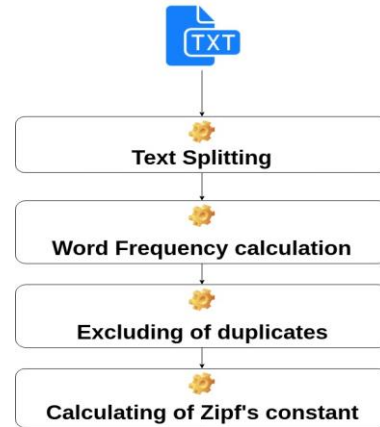 TXT
Text Splitting
Word Frequency calculation
Excluding of duplicates
Calculating of Zipf's constant